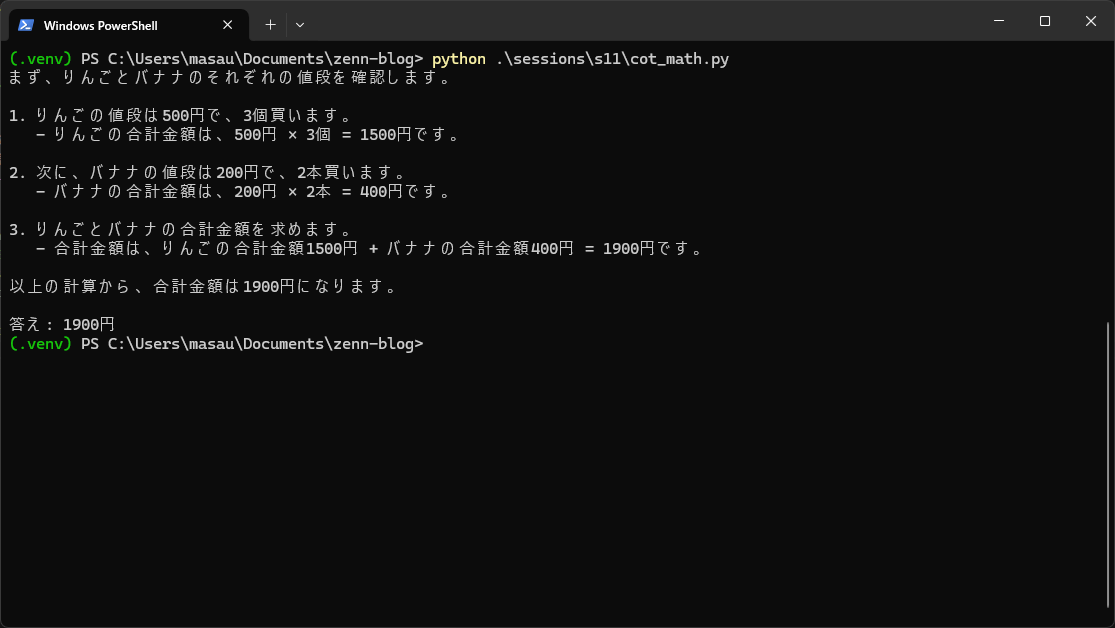 Windows PowerShell
(.venv) PS C:\Users\masau\Documents\zenn-blog> python .\sessions\s11\cot_math.py
まず、りんごとバナナのそれぞれの値段を確認します。
1. りんごの値段は500円で、3個買います。
- りんごの合計金額は、500円 × 3個 = 1500円です。
2. 次に、バナナの値段は200円で、2本買います。
- バナナの合計金額は、200円 × 2本 = 400円です。
3. りんごとバナナの合計金額を求めます。
- 合計金額は、りんごの合計金額1500円 + バナナの合計金額400円 = 1900円です。
以上の計算から、合計金額は1900円になります。
答え: 1900円
(.venv) PS C:\Users\masau\Documents\zenn-blog>